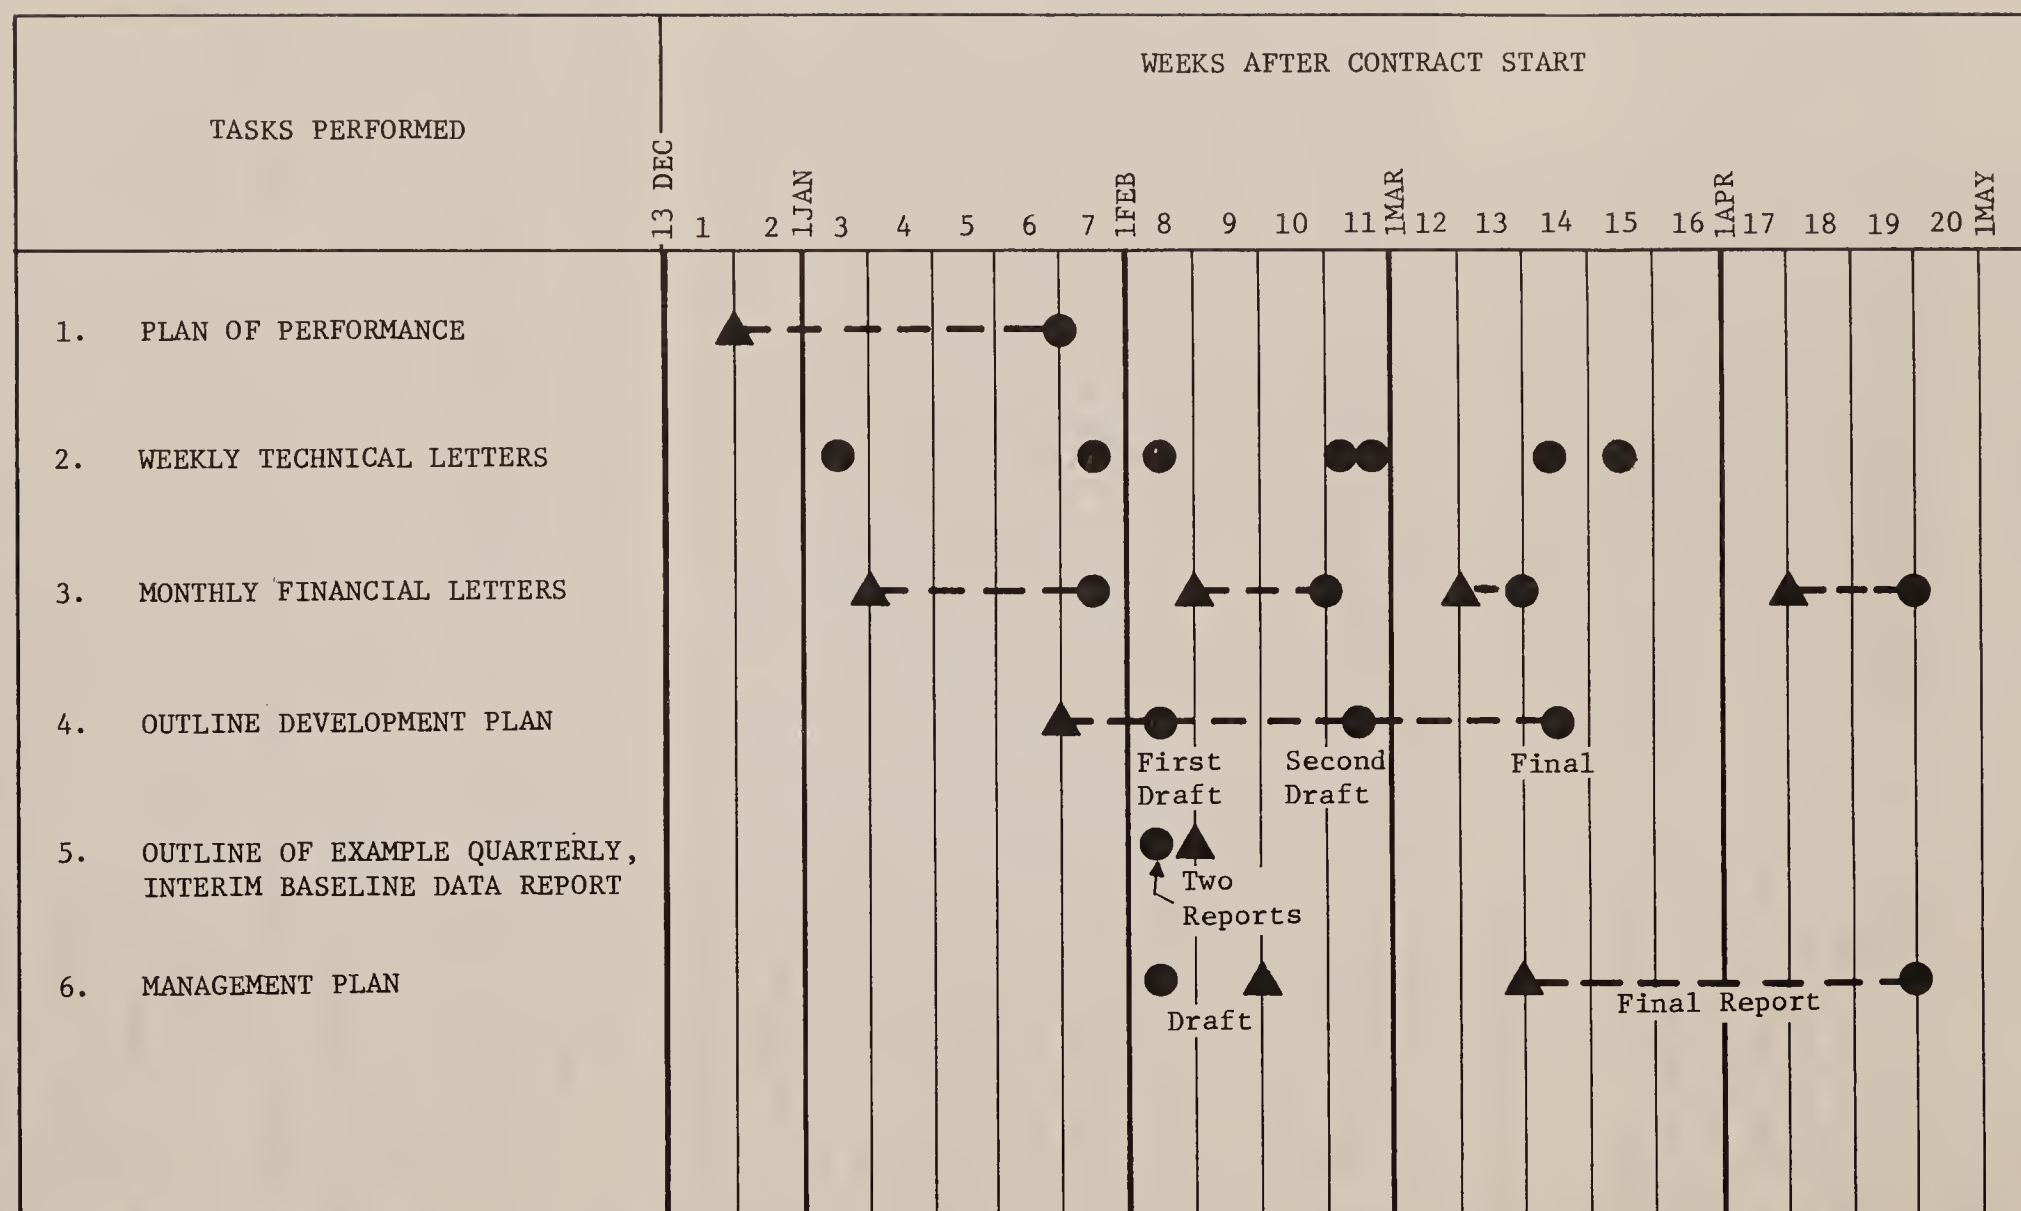 WEEKS AFTER CONTRACT START
TASKS PERFORMED
13 DEC 1 2 1JAN 3 4 5 6 7 1FEB 8 9 10 11 1MAR 12 13 14 15 16 1APR 17 18 19 20 1MAY
1. PLAN OF PERFORMANCE
2. WEEKLY TECHNICAL LETTERS
3. MONTHLY FINANCIAL LETTERS
4. OUTLINE DEVELOPMENT PLAN
First Second Final
Draft Draft
5. OUTLINE OF EXAMPLE QUARTERLY,
INTERIM BASELINE DATA REPORT
Two
Reports
6. MANAGEMENT PLAN
Draft
Final Report